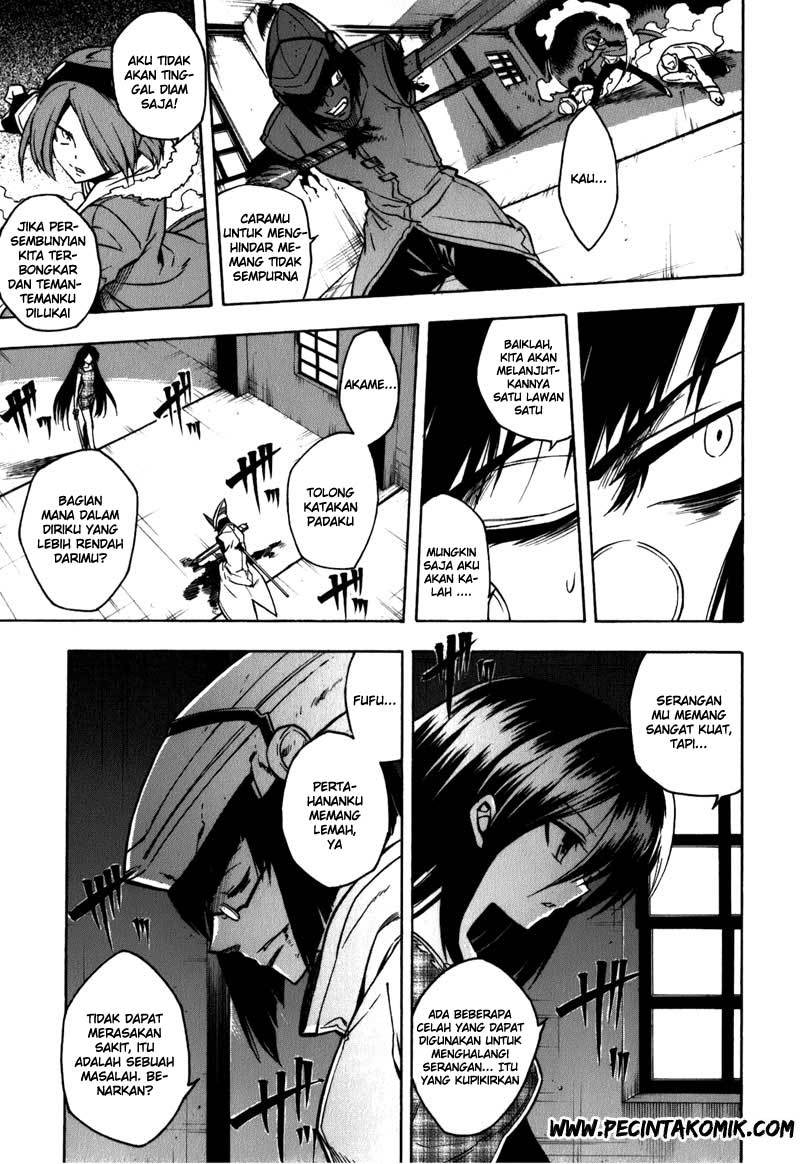 KAU...
CARAMU
UNTUK MENG-
HINDAR ME-
MANG TIDAK
SEMPURNA
AKU TIDAK
AKAN TING-
GAL DIAM
SAJA!
JIKA PER-
SEMBUNYIAN
KITA TER-
BONGKAR
DAN TEMAN-
TEMANKU
DILUKAI
BAIKLAH,
KITA AKAN
MELANJUT-
KANNYA
SATU LAWAN
SATU
MUNGKIN
SAJA AKU
AKAN KA-
LAH ....
AKAME...
TOLONG
KATAKAN
PADAKU
BAGIAN
MANA DALAM
DIRIKU YANG
LEBIH RENDAH
DARIMU?
SERANGAN
MU MEMANG
SANGAT KUAT,
TAPI...
ADA BEBERAPA
CELAH YANG DAPAT
DIGUNAKAN UNTUK
MENGHALANGI
SERANGAN... ITU
YANG KUPIKIRKAN
FUFU...
PERTA-
HANANKU
MEMANG
LEMAH,
YA
TIDAK DAPAT
MERASAKAN
SAKIT, ITU
ADALAH SEBUAH
MASALAH. BE-
NARKAN?
WWW.PECINTAKOMIK.COM